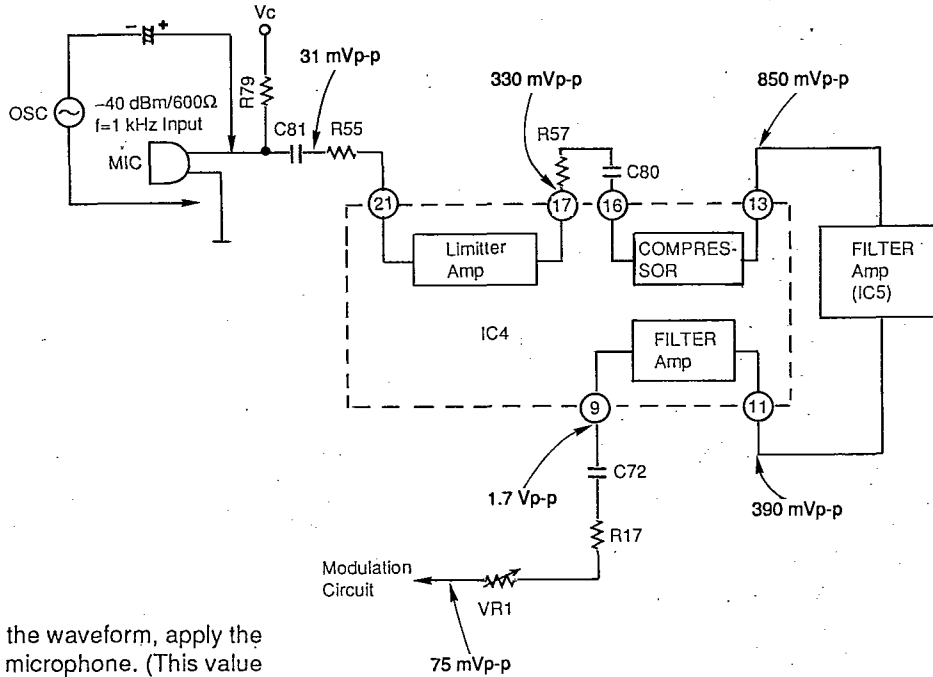 Vc
− +
31 mVp-p
330 mVp-p
850 mVp-p
OSC
−40 dBm/600Ω
f=1 kHz Input
MIC
R79
C81
R55
R57
C80
21
17
16
13
Limitter
Amp
COMPRES-
SOR
FILTER
Amp
(IC5)
IC4
FILTER
Amp
9
11
C72
1.7 Vp-p
390 mVp-p
R17
Modulation
Circuit
VR1
75 mVp-p
the waveform, apply the
microphone. (This value